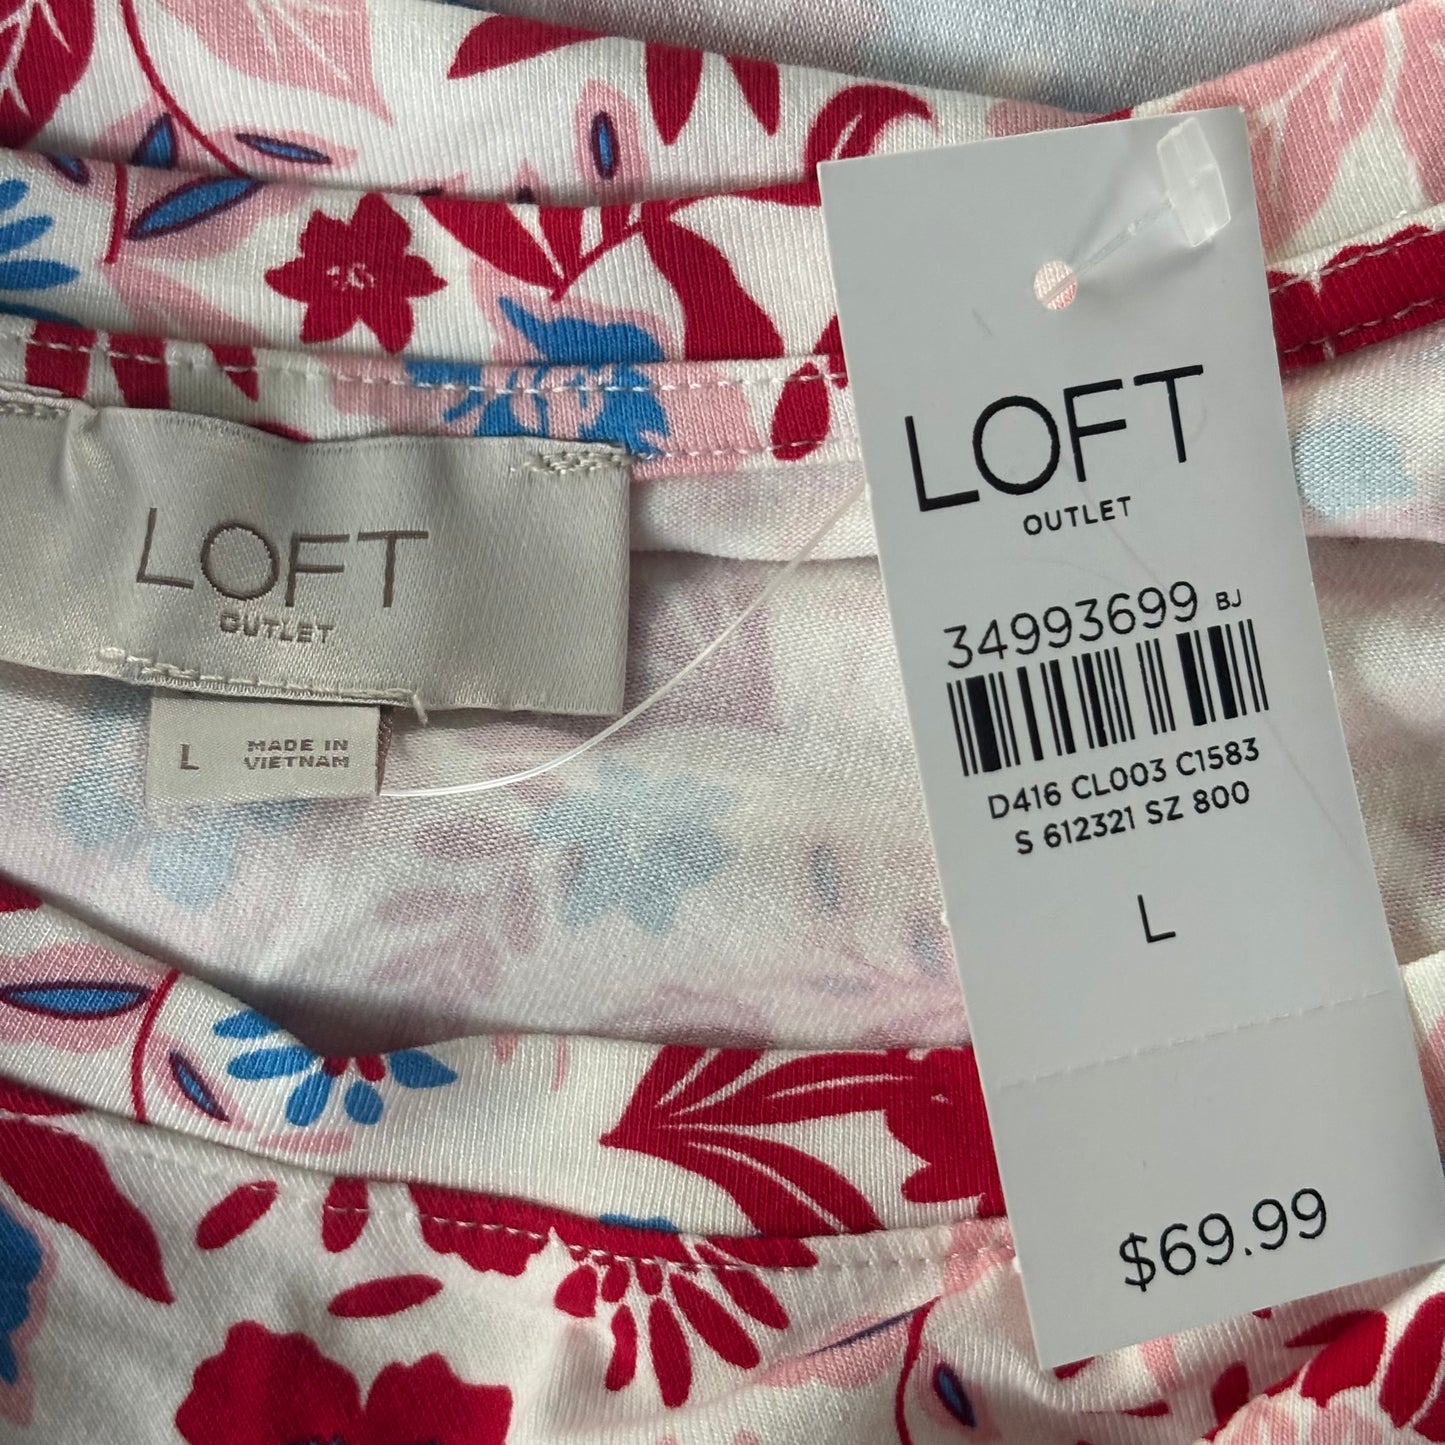 LOFT
OUTLET
L
MADE IN
VIETNAM
LOFT
OUTLET
34993699 BJ
D416 CL003 C1583
S 612321 SZ 800
L
$69.99